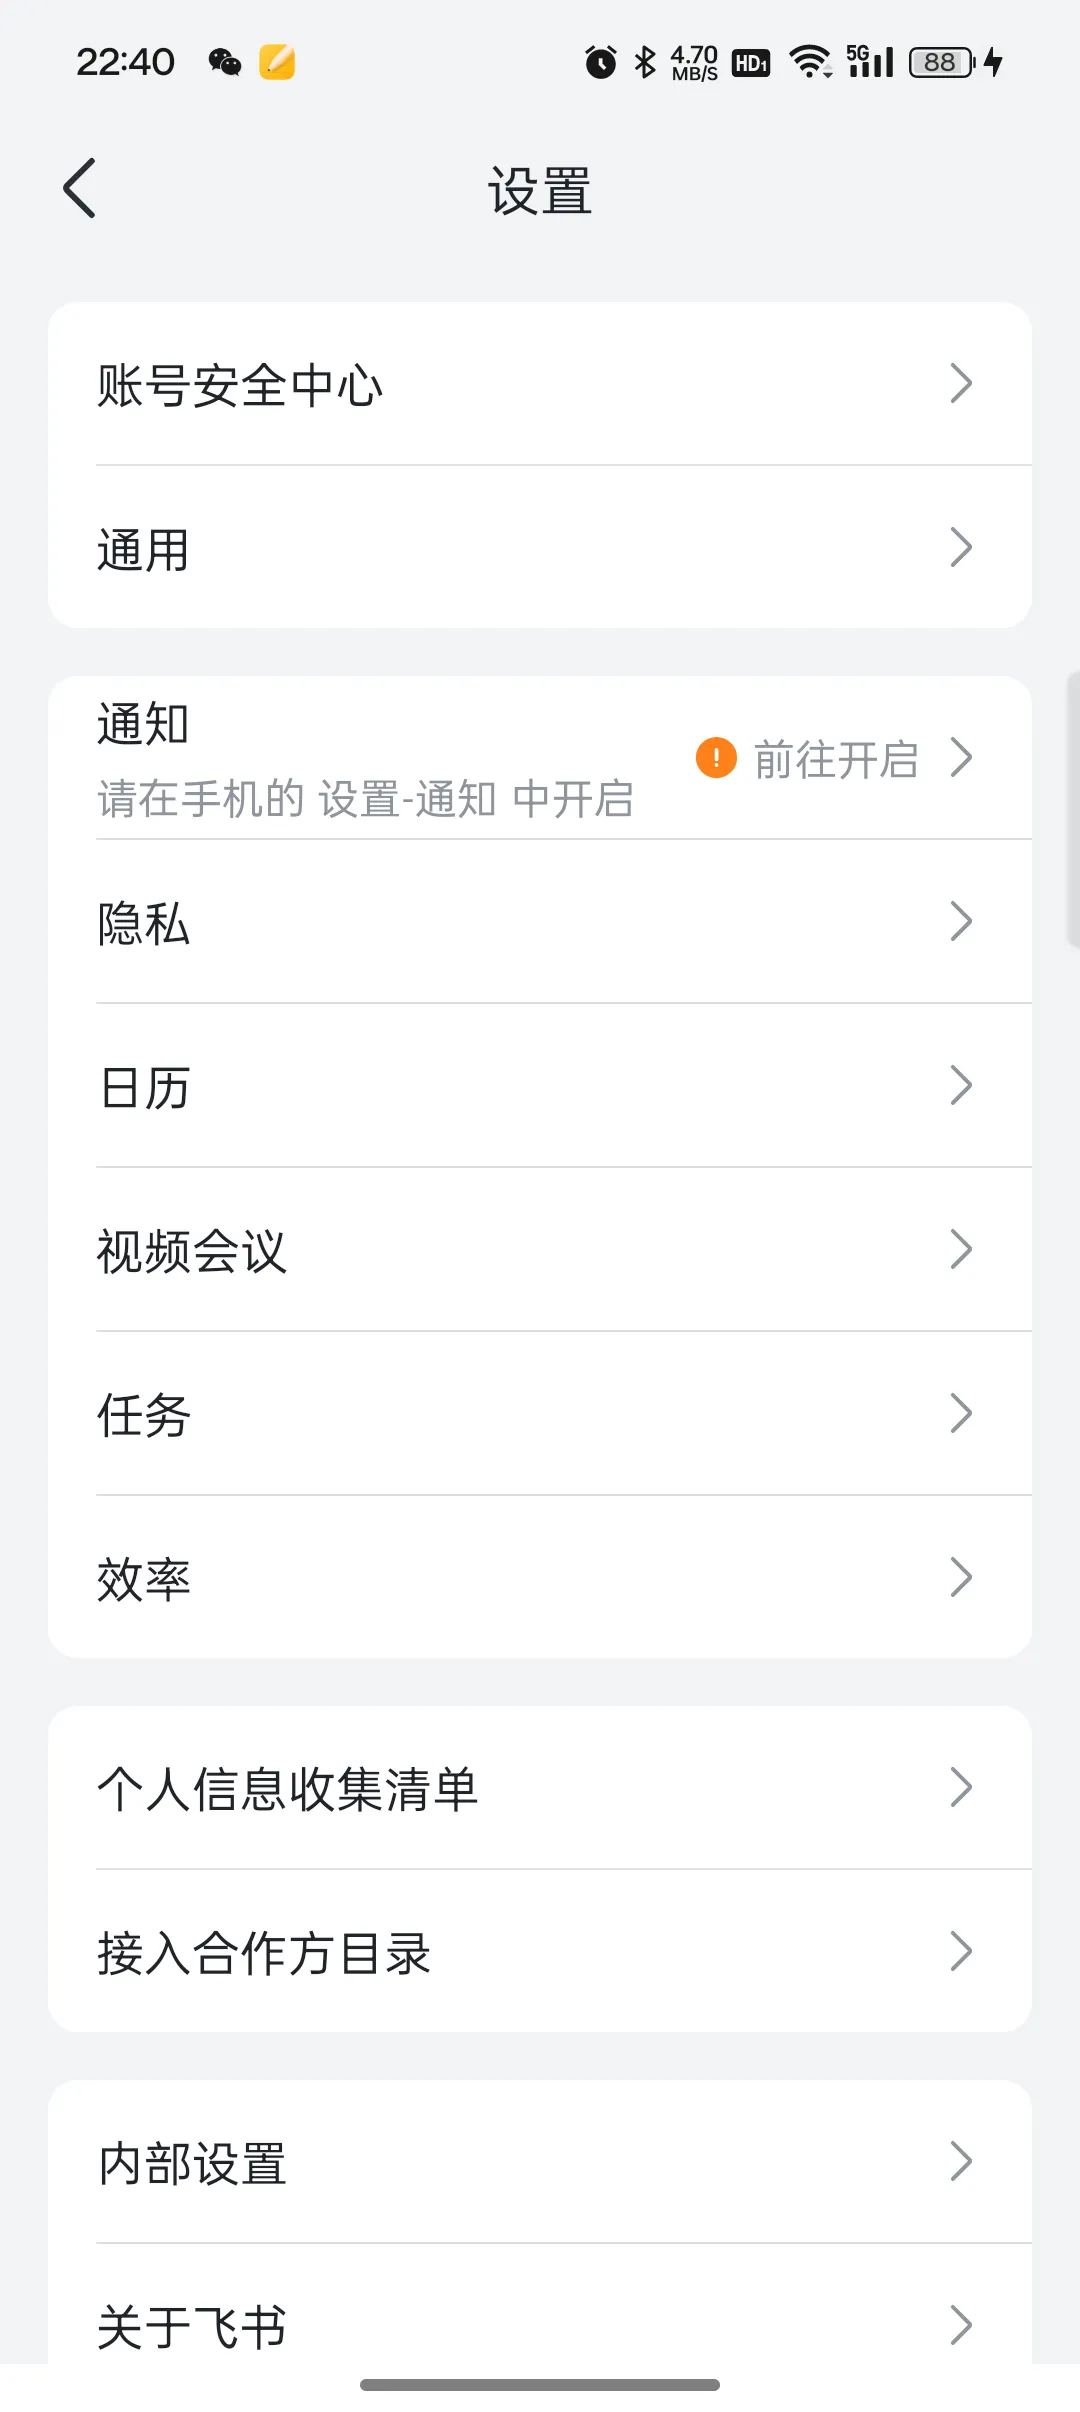 22:40
4.70 MB/S HD1 5G 88
设置
账号安全中心
通用
通知
请在手机的 设置-通知 中开启
前往开启
隐私
日历
视频会议
任务
效率
个人信息收集清单
接入合作方目录
内部设置
关于飞书